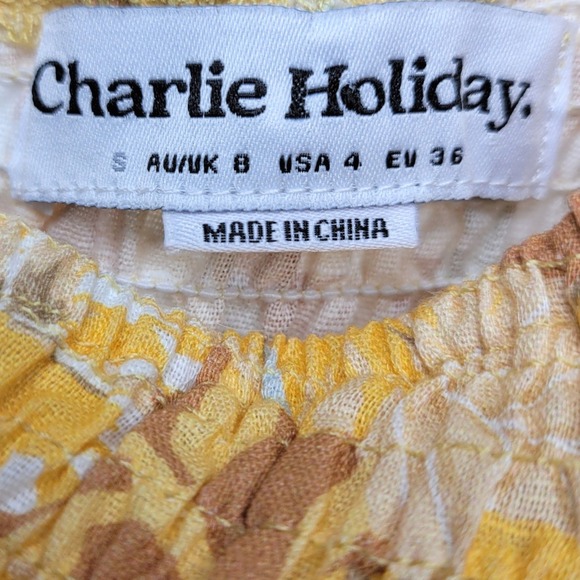 Charlie Holiday.
S AU/UK 8 USA 4 EU 36
MADE IN CHINA